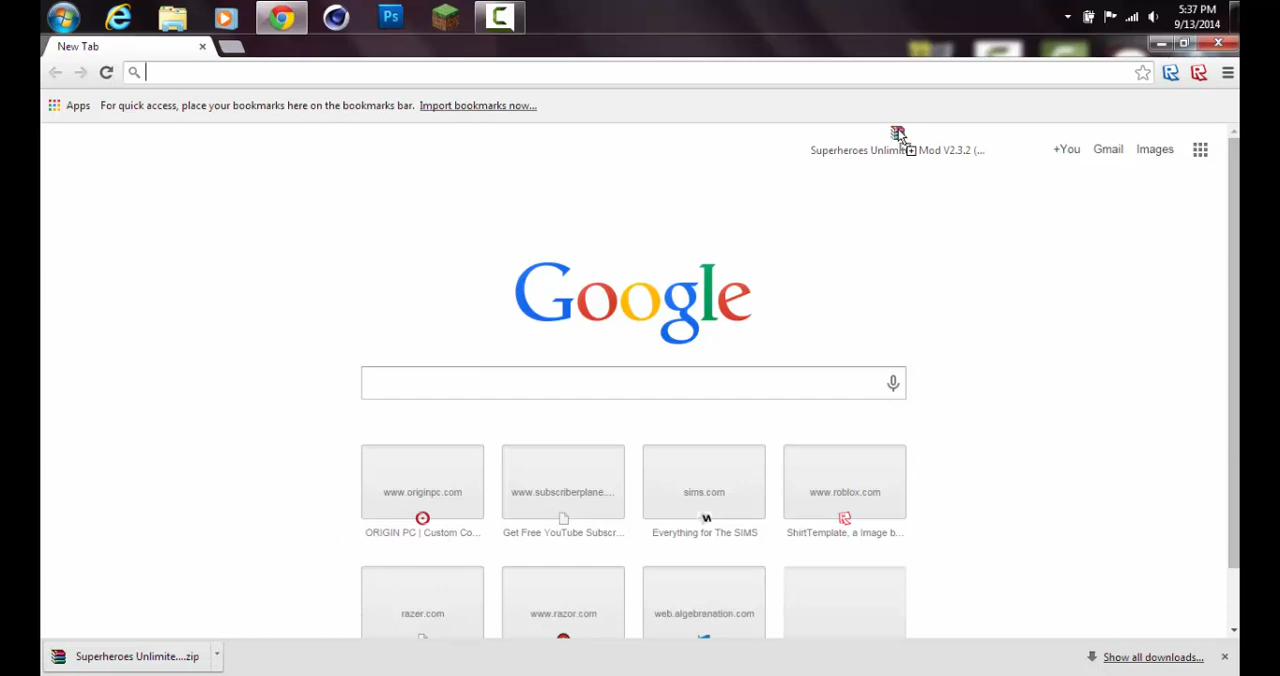 Ps
5:37 PM
9/13/2014
New Tab
Apps For quick access, place your bookmarks here on the bookmarks bar. Import bookmarks now...
Superheroes Unlimi Mod V2.3.2 (...
+You Gmail Images
Google
www.originpc.com www.subscriberplane.... sims.com www.roblox.com
ORIGIN PC | Custom Co... Get Free YouTube Subscr... Everything for The SIMS ShirtTemplate, a Image b...
razer.com www.razor.com web.algebranation.com
Superheroes Unlimite....zip
Show all downloads...